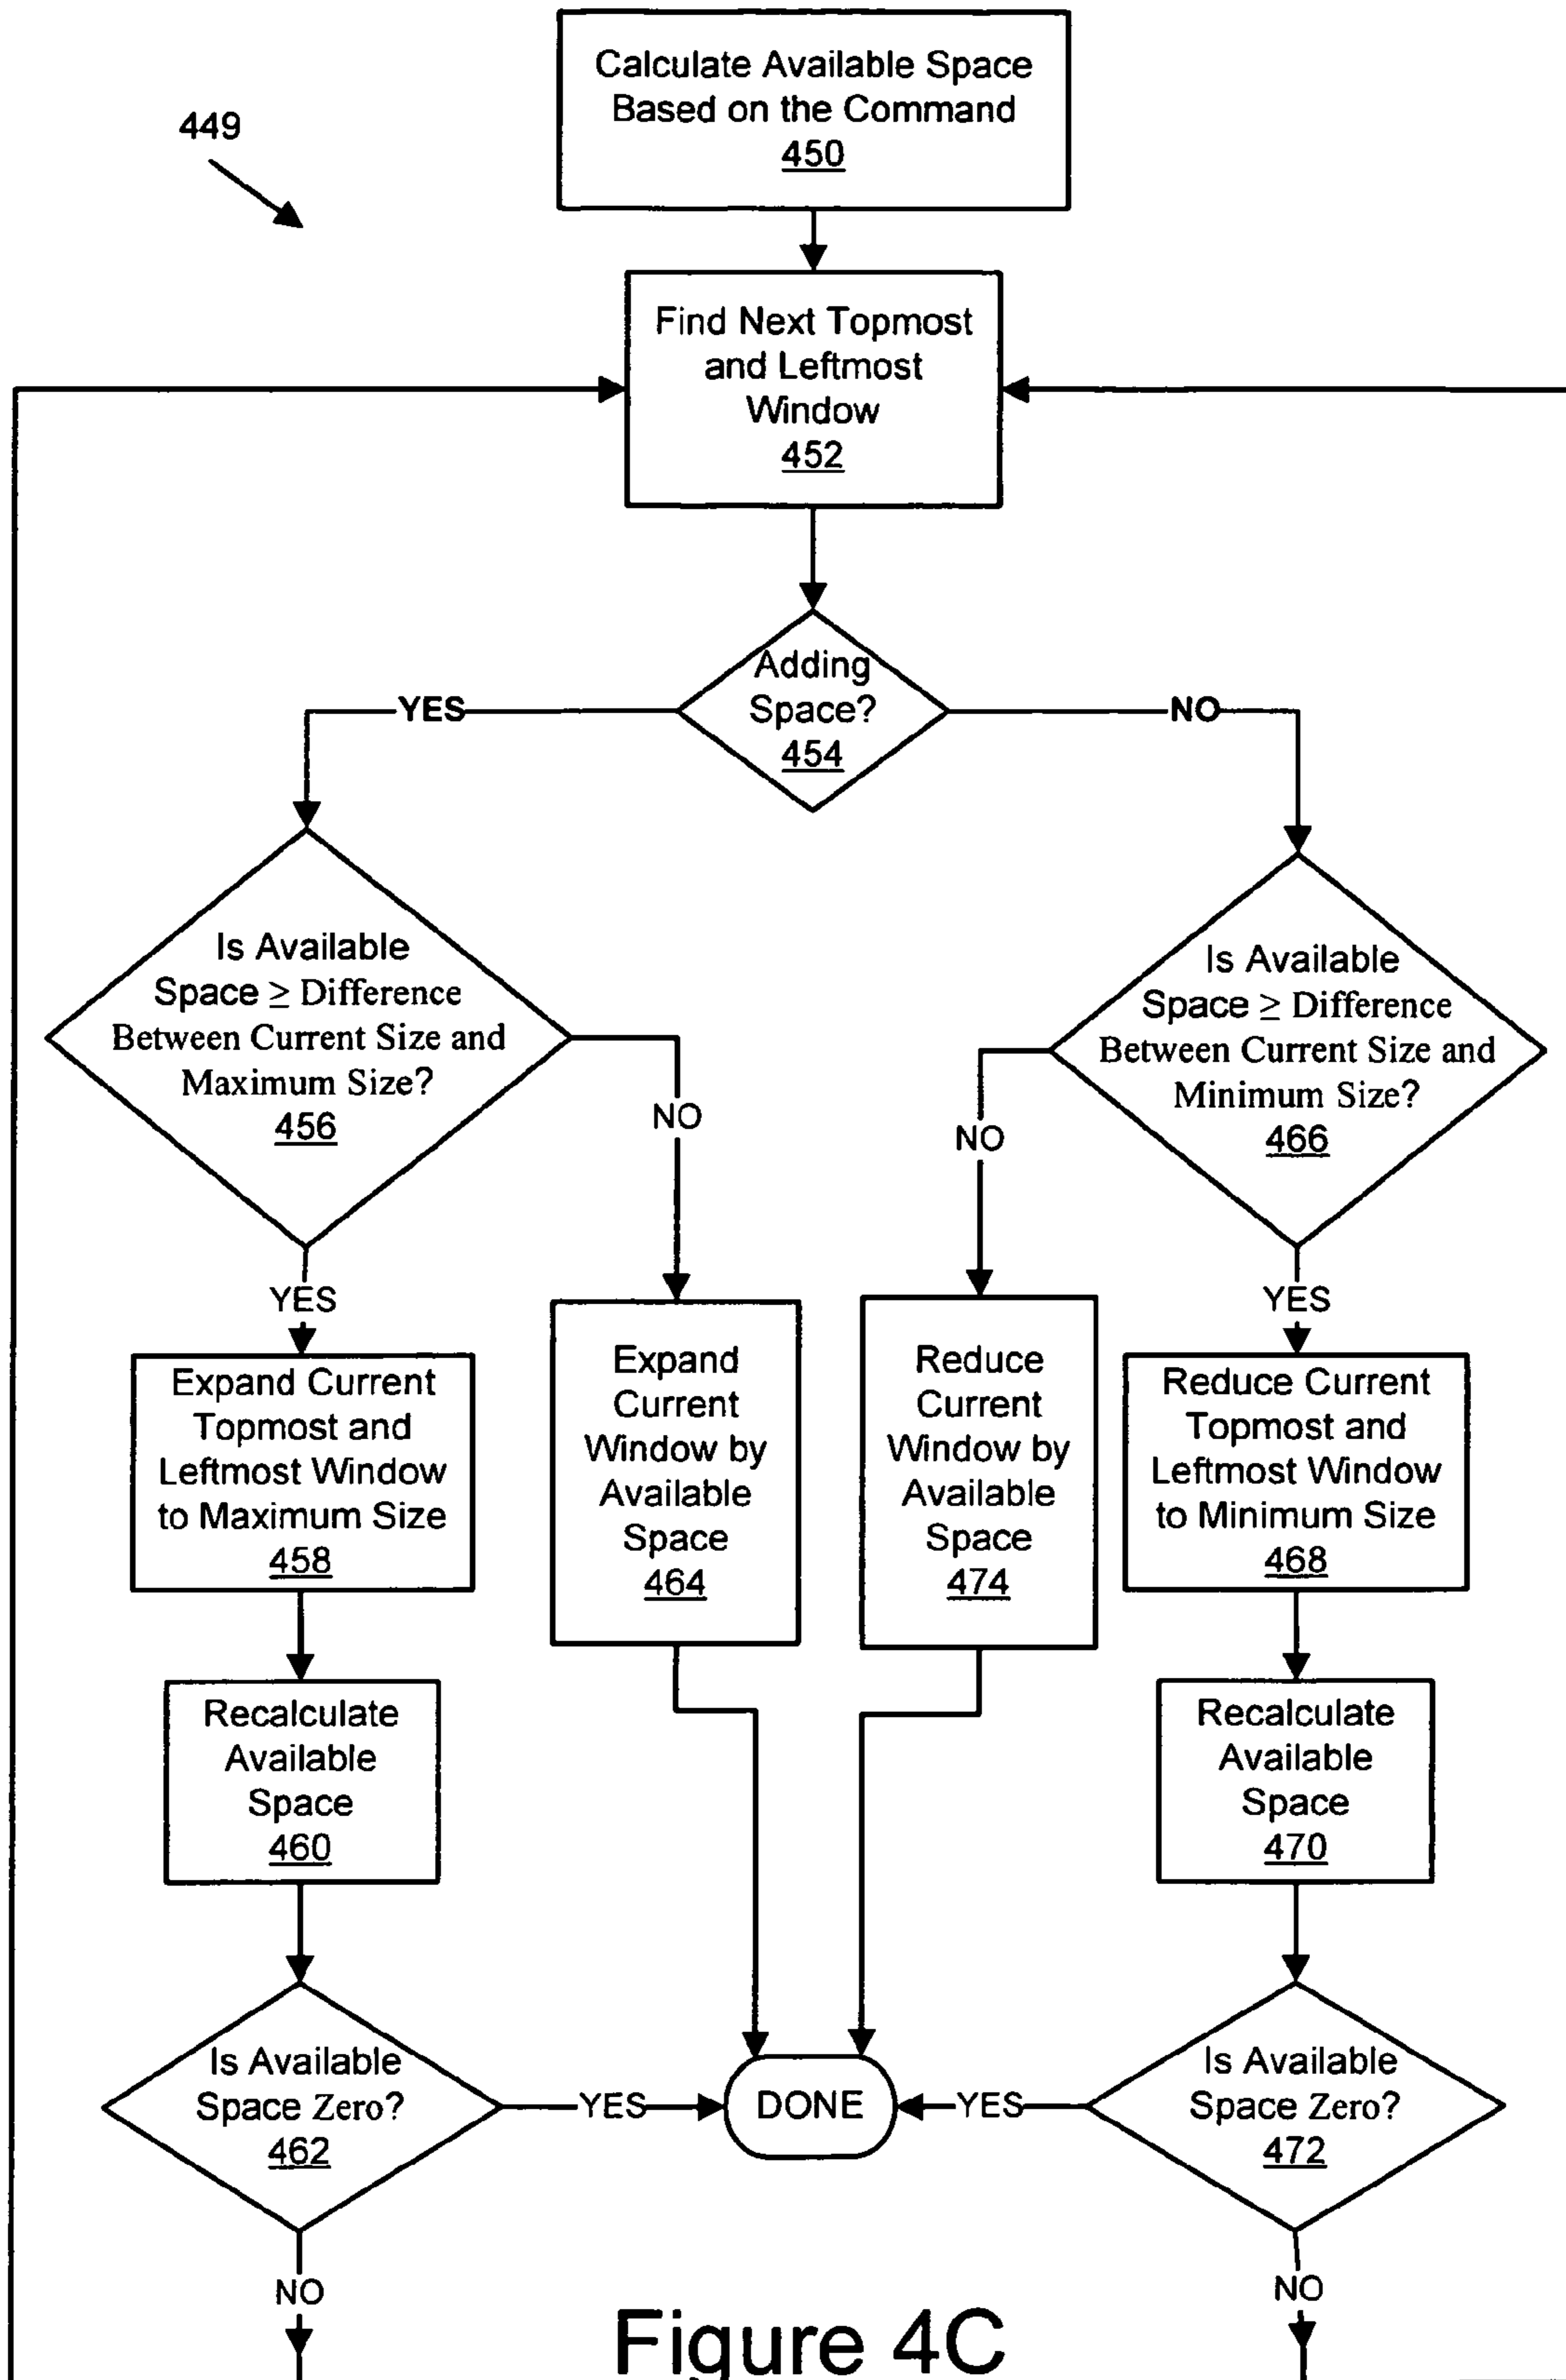 Calculate Available Space
Based on the Command
450
449
Find Next Topmost
and Leftmost
Window
452
Adding
Space?
454
YES
NO
Is Available
Space ≥ Difference
Between Current Size and
Maximum Size?
456
NO
YES
Is Available
Space ≥ Difference
Between Current Size and
Minimum Size?
466
NO
YES
Expand Current
Topmost and
Leftmost Window
to Maximum Size
458
Expand
Current
Window by
Available
Space
464
Reduce
Current
Window by
Available
Space
474
Reduce Current
Topmost and
Leftmost Window
to Minimum Size
468
Recalculate
Available
Space
460
Recalculate
Available
Space
470
Is Available
Space Zero?
462
YES
DONE
YES
Is Available
Space Zero?
472
NO
NO
Figure 4C